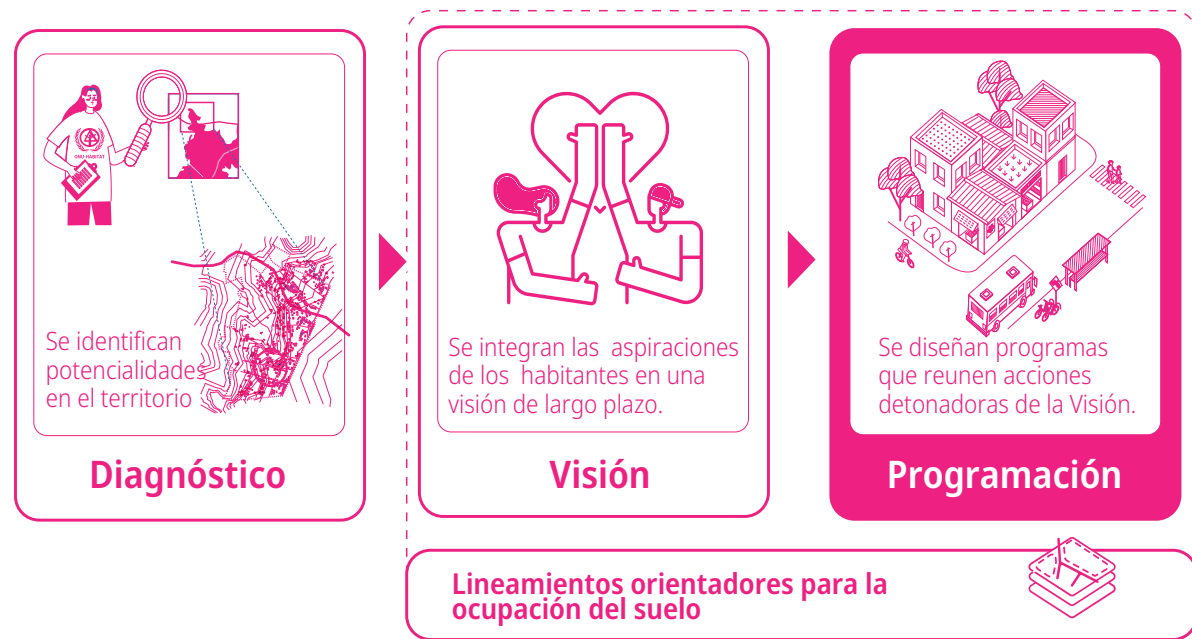 ONU-HABITAT
Se identifican
potencialidades
en el territorio
Diagnóstico
Se integran las aspiraciones
de los habitantes en una
visión de largo plazo.
Visión
Se diseñan programas
que reunen acciones
detonadoras de la Visión.
Programación
Lineamientos orientadores para la
ocupación del suelo